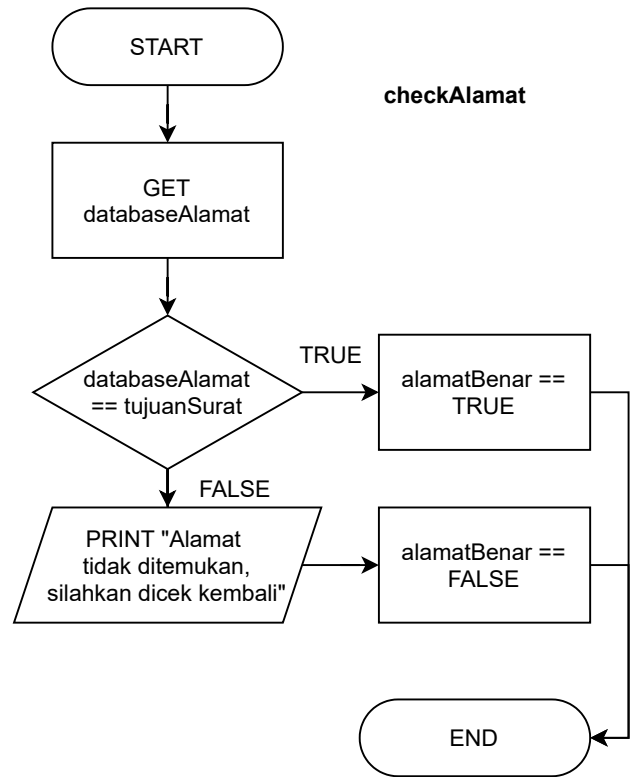 START
checkAlamat
GET
databaseAlamat
databaseAlamat
== tujuanSurat
TRUE
alamatBenar ==
TRUE
FALSE
PRINT "Alamat
tidak ditemukan,
silahkan dicek kembali"
alamatBenar ==
FALSE
END